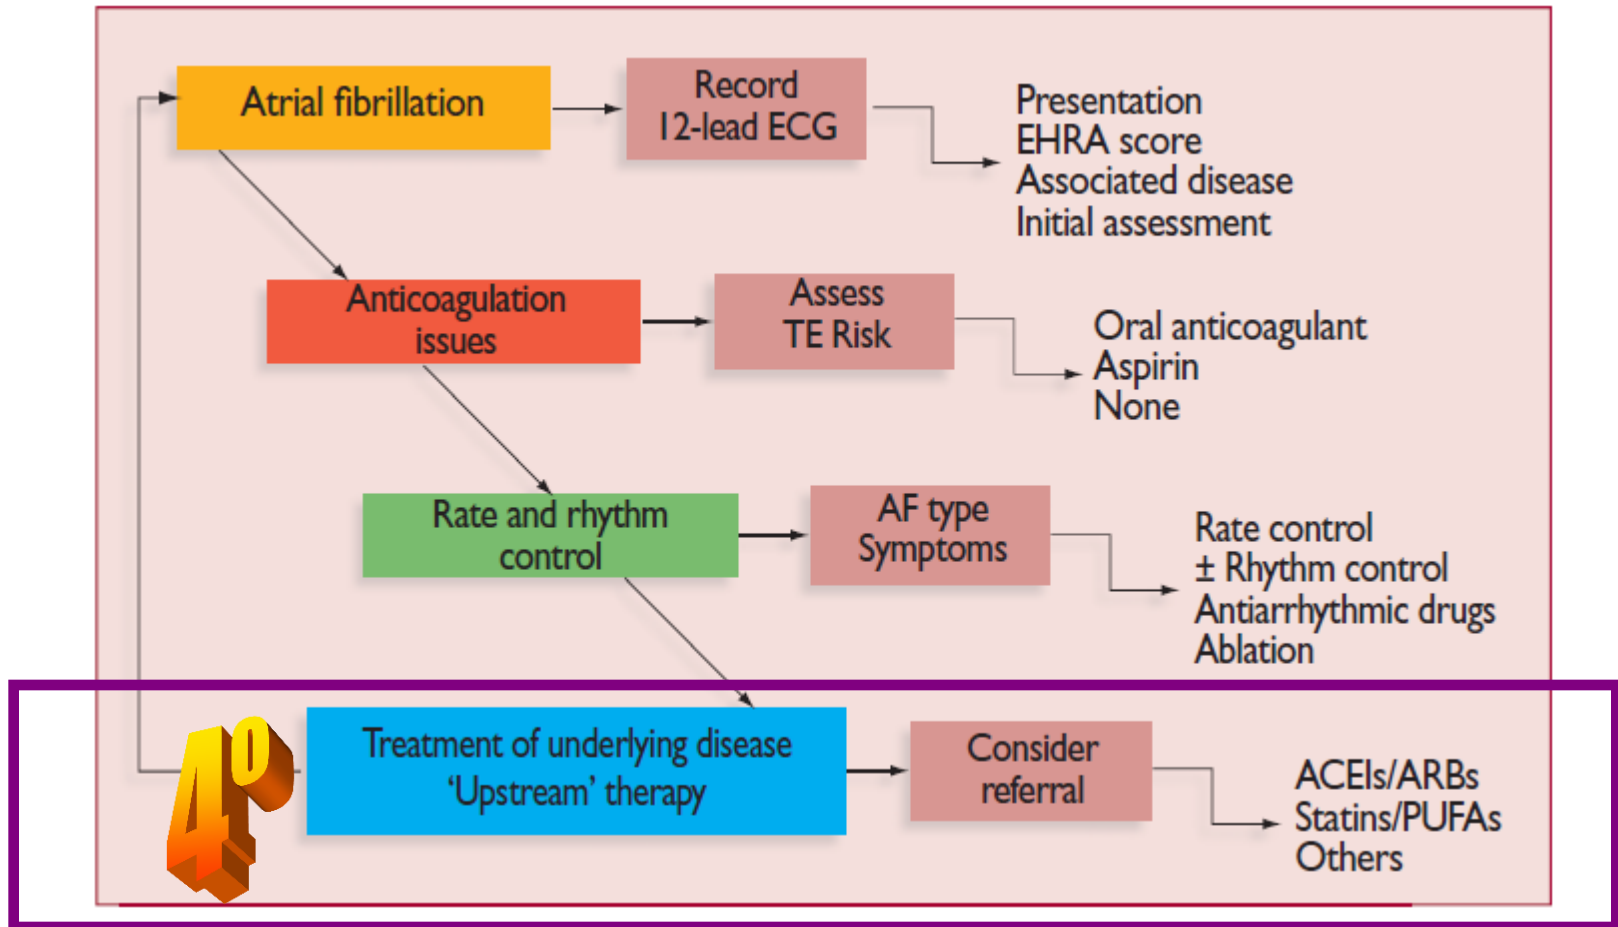 Atrial fibrillation
Record
12-lead ECG
Presentation
EHRA score
Associated disease
Initial assessment
Anticoagulation
issues
Assess
TE Risk
Oral anticoagulant
Aspirin
None
Rate and rhythm
control
AF type
Symptoms
Rate control
± Rhythm control
Antiarrhythmic drugs
Ablation
4º
Treatment of underlying disease
‘Upstream’ therapy
Consider
referral
ACEIs/ARBs
Statins/PUFAs
Others